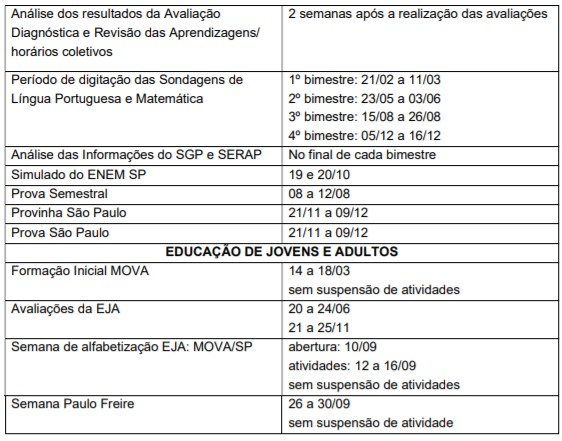 Análise dos resultados da Avaliação
Diagnóstica e Revisão das Aprendizagens/
horários coletivos
2 semanas após a realização das avaliações
Período de digitação das Sondagens de
Língua Portuguesa e Matemática
1º bimestre: 21/02 a 11/03
2º bimestre: 23/05 a 03/06
3º bimestre: 15/08 a 26/08
4º bimestre: 05/12 a 16/12
Análise das Informações do SGP e SERAP
No final de cada bimestre
Simulado do ENEM SP
19 e 20/10
Prova Semestral
08 a 12/08
Provinha São Paulo
21/11 a 09/12
Prova São Paulo
21/11 a 09/12
EDUCAÇÃO DE JOVENS E ADULTOS
Formação Inicial MOVA
14 a 18/03
sem suspensão de atividades
Avaliações da EJA
20 a 24/06
21 a 25/11
Semana de alfabetização EJA: MOVA/SP
abertura: 10/09
atividades: 12 a 16/09
sem suspensão de atividades
Semana Paulo Freire
26 a 30/09
sem suspensão de atividade